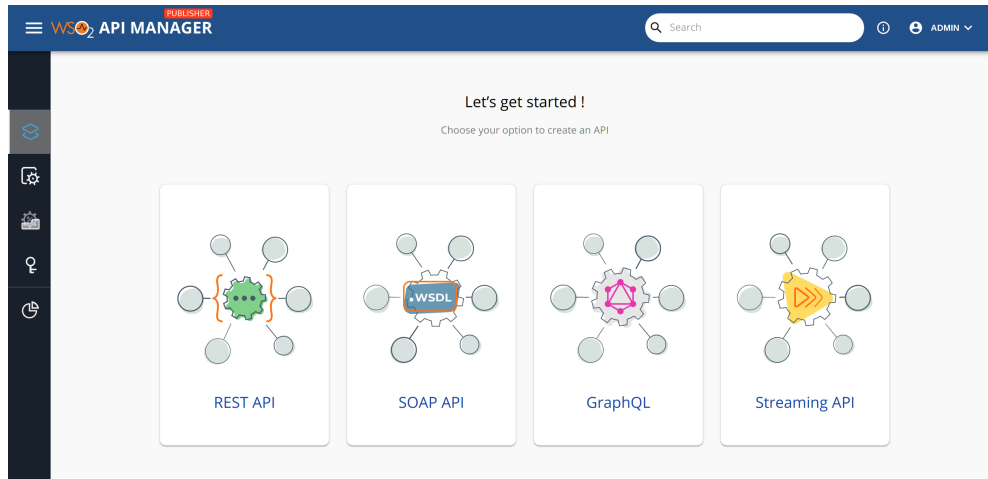 PUBLISHER
WSO2 API MANAGER
Search
ADMIN
Let's get started !
Choose your option to create an API
.WSDL
REST API
SOAP API
GraphQL
Streaming API